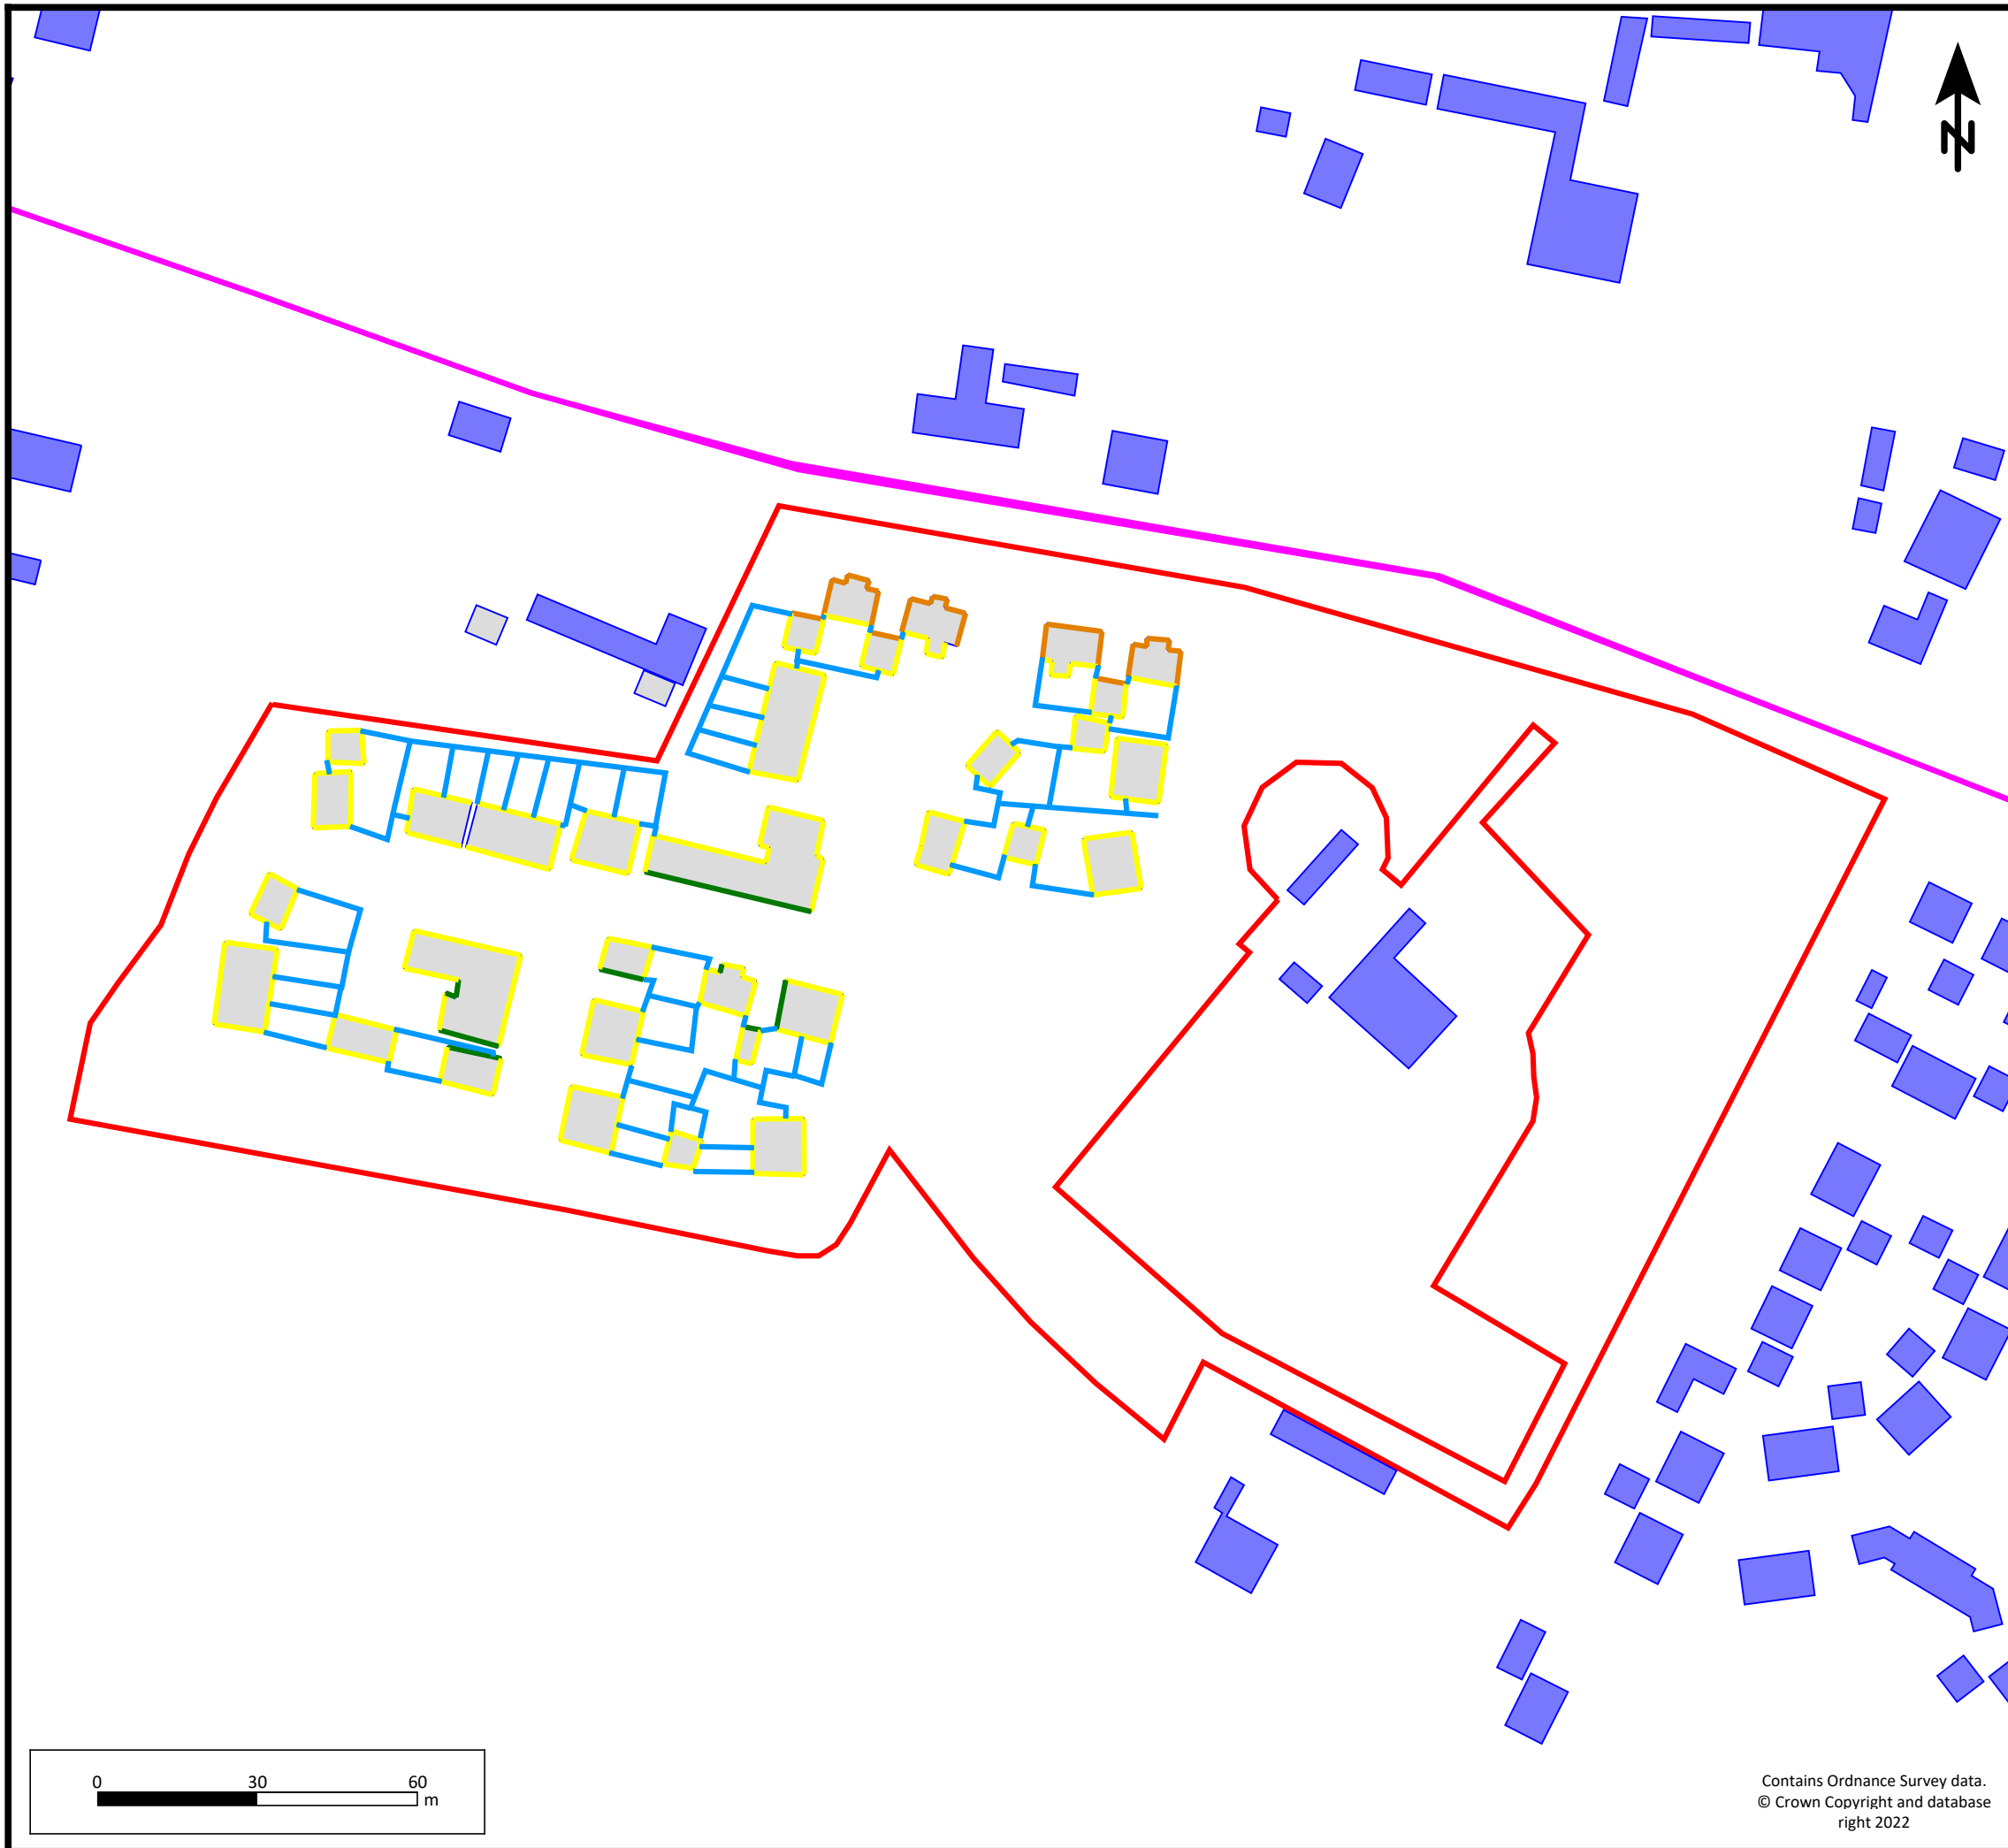 N
0 30 60
m
Contains Ordnance Survey data.
© Crown Copyright and database
right 2022